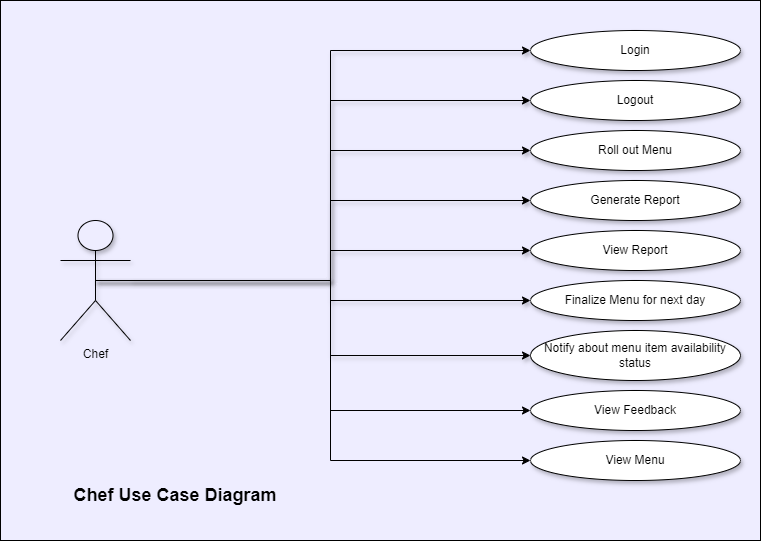 Login
Logout
Roll out Menu
Generate Report
View Report
Finalize Menu for next day
Notify about menu item availability
status
Chef
View Feedback
View Menu
Chef Use Case Diagram